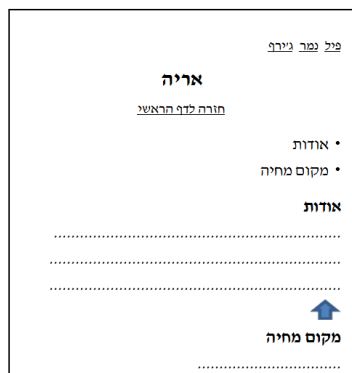 פיל נמר ג'ירף
אריה
חזרה לדף הראשי
• אודות
• מקום מחיה
אודות
..................................................................
...................................................................
...................................................................
מקום מחיה
.................................